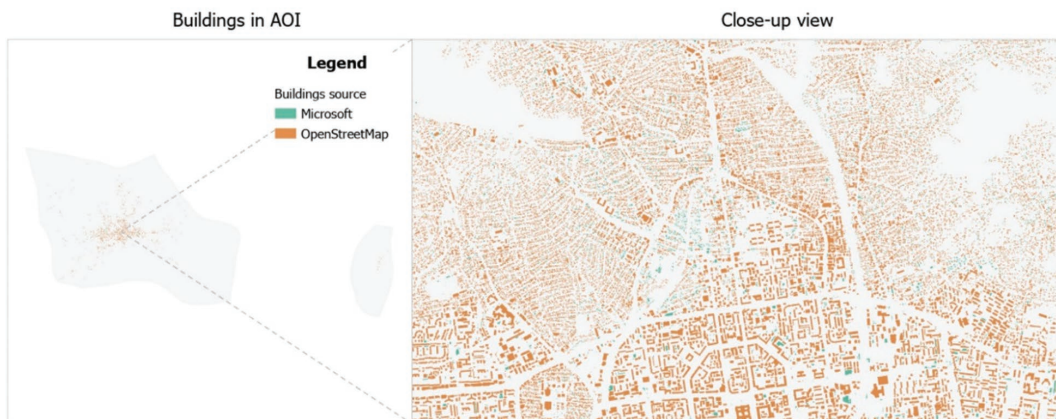 Buildings in AOI
Close-up view
Legend
Buildings source
Microsoft
OpenStreetMap